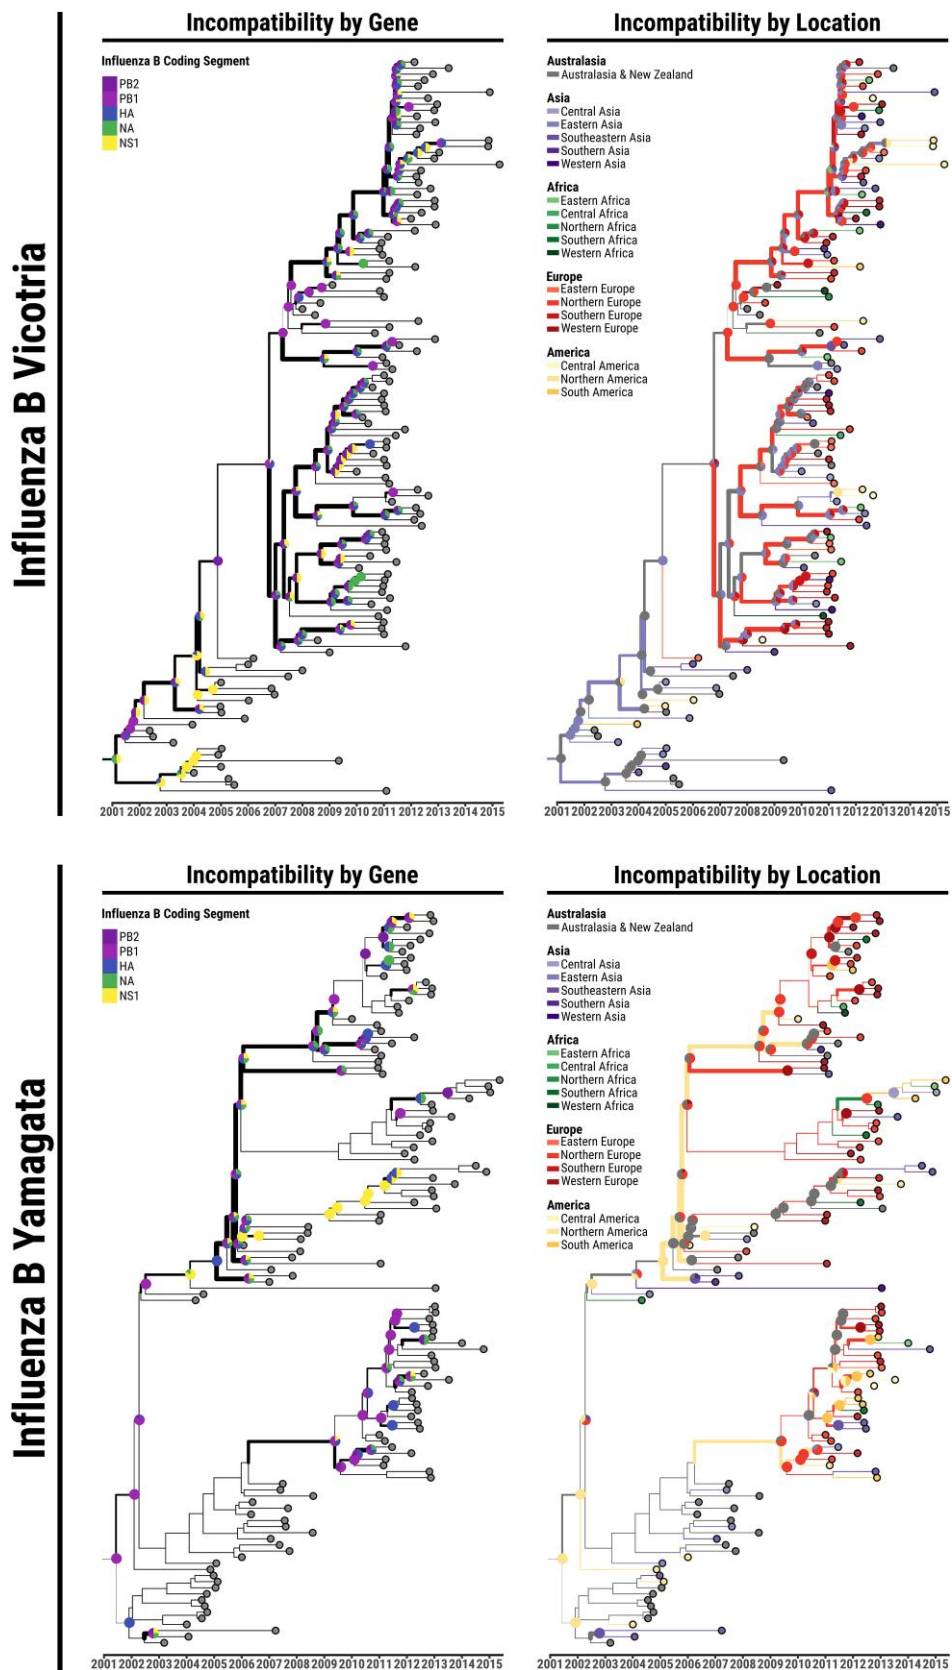 Influenza B Vicotria
Incompatibility by Gene
Influenza B Coding Segment
PB2
PB1
HA
NA
NS1
2001 2002 2003 2004 2005 2006 2007 2008 2009 2010 2011 2012 2013 2014 2015
Incompatibility by Location
Australasia
Australasia & New Zealand
Asia
Central Asia
Eastern Asia
Southeastern Asia
Southern Asia
Western Asia
Africa
Eastern Africa
Central Africa
Northern Africa
Southern Africa
Western Africa
Europe
Eastern Europe
Northern Europe
Southern Europe
Western Europe
America
Central America
Northern America
South America
2001 2002 2003 2004 2005 2006 2007 2008 2009 2010 2011 2012 2013 2014 2015
Influenza B Yamagata
Incompatibility by Gene
Influenza B Coding Segment
PB2
PB1
HA
NA
NS1
2001 2002 2003 2004 2005 2006 2007 2008 2009 2010 2011 2012 2013 2014 2015
Incompatibility by Location
Australasia
Australasia & New Zealand
Asia
Central Asia
Eastern Asia
Southeastern Asia
Southern Asia
Western Asia
Africa
Eastern Africa
Central Africa
Northern Africa
Southern Africa
Western Africa
Europe
Eastern Europe
Northern Europe
Southern Europe
Western Europe
America
Central America
Northern America
South America
2001 2002 2003 2004 2005 2006 2007 2008 2009 2010 2011 2012 2013 2014 2015